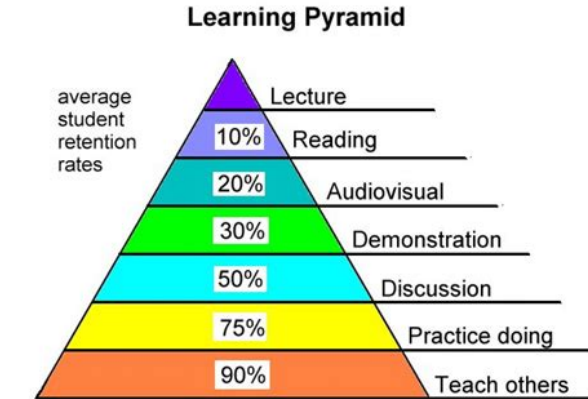 Learning Pyramid
average
student
retention
rates
Lecture
10% Reading
20% Audiovisual
30% Demonstration
50% Discussion
75% Practice doing
90% Teach others